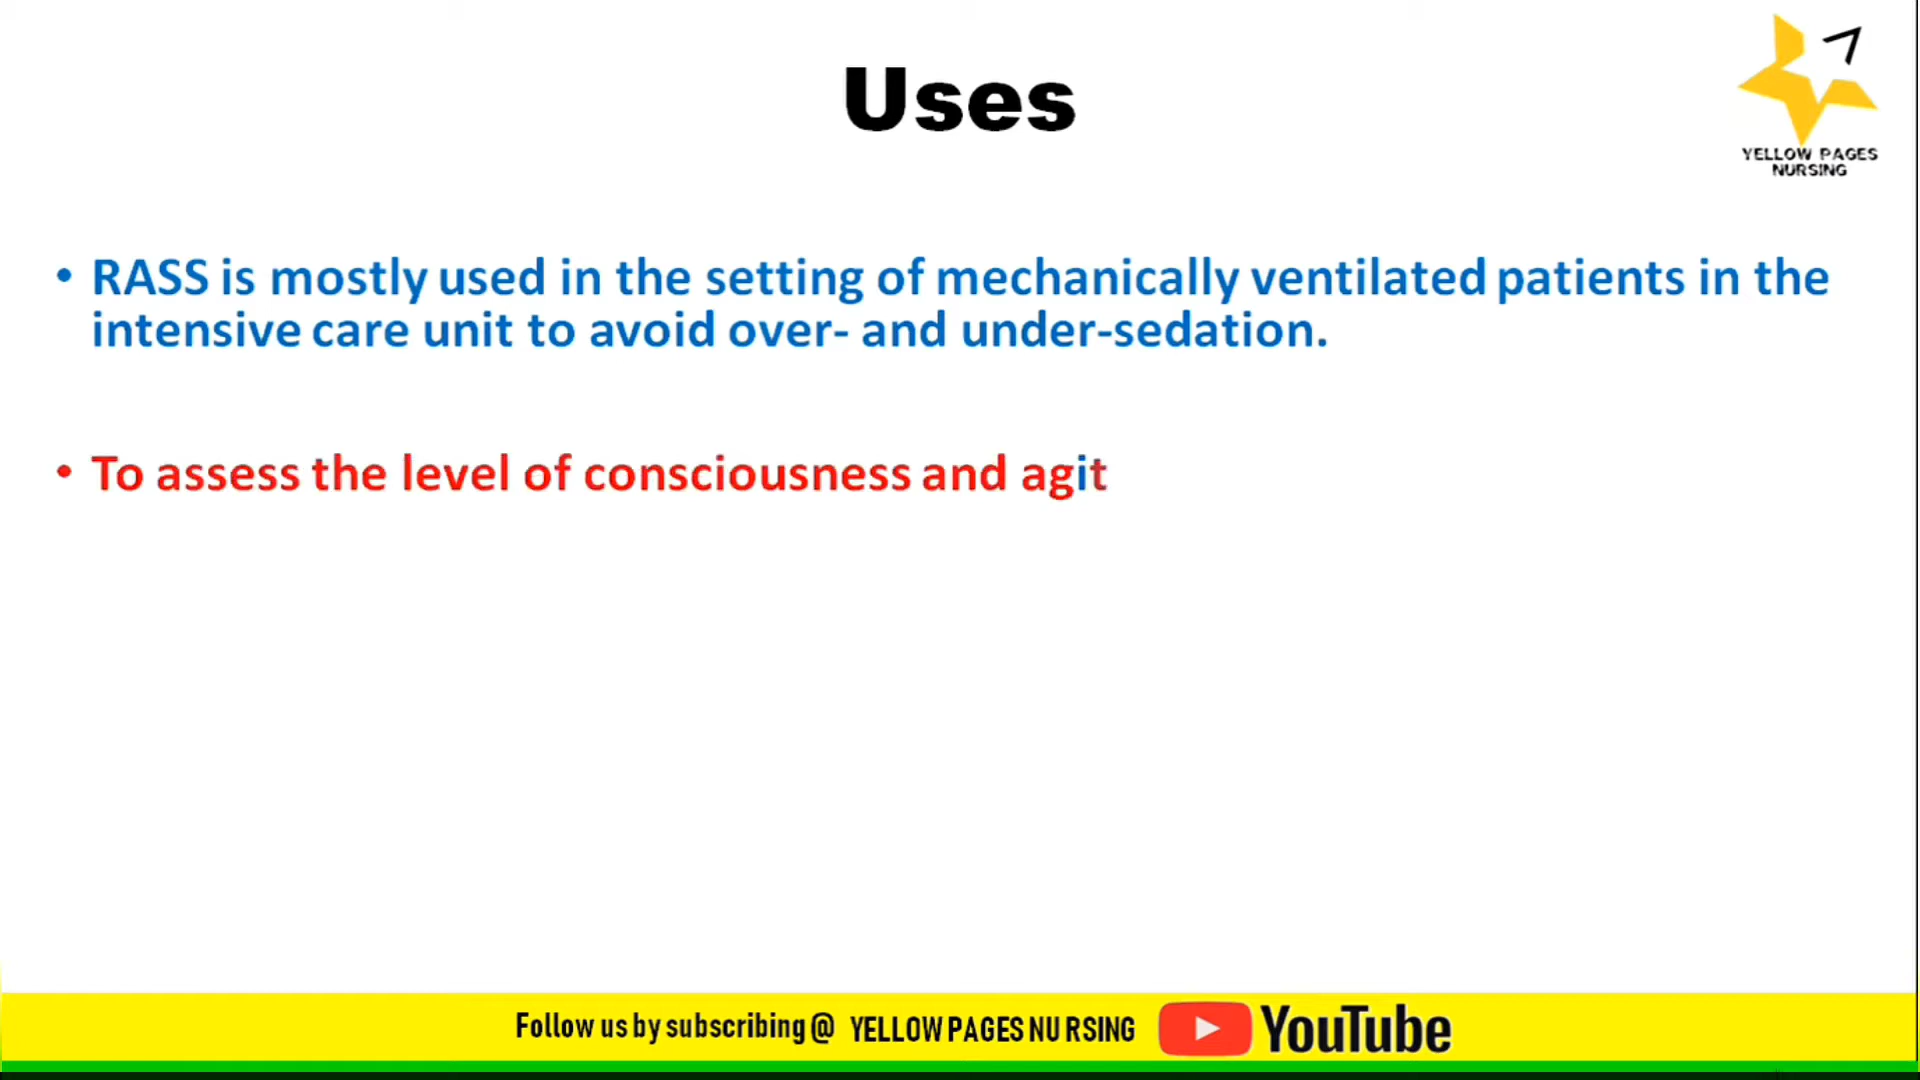 Uses
YELLOW PAGES
NURSING
• RASS is mostly used in the setting of mechanically ventilated patients in the
intensive care unit to avoid over- and under-sedation.
• To assess the level of consciousness and agit
Follow us by subscribing @ YELLOW PAGES NU RSING YouTube